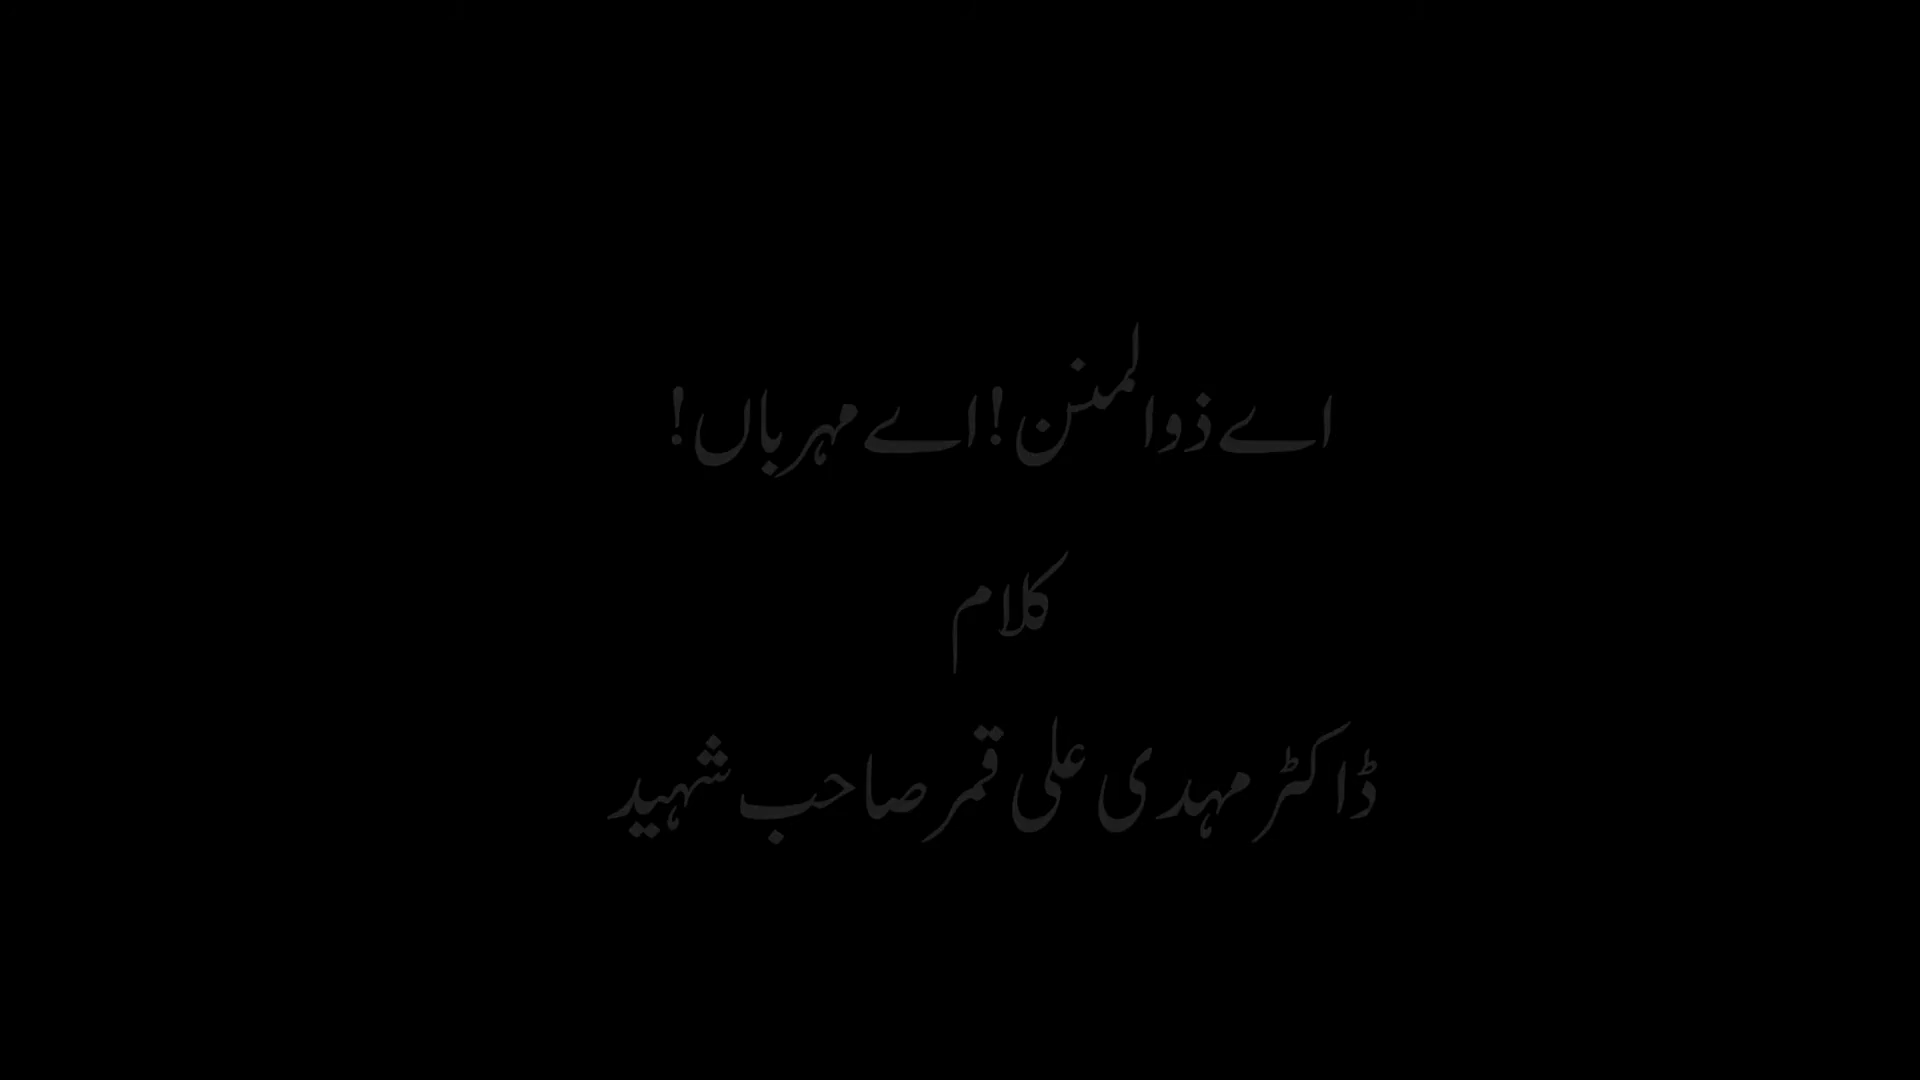 اے ذوالمنن! اے مہرباں!
کلام
ڈاکٹر مہدی علی قمر صاحب شہید